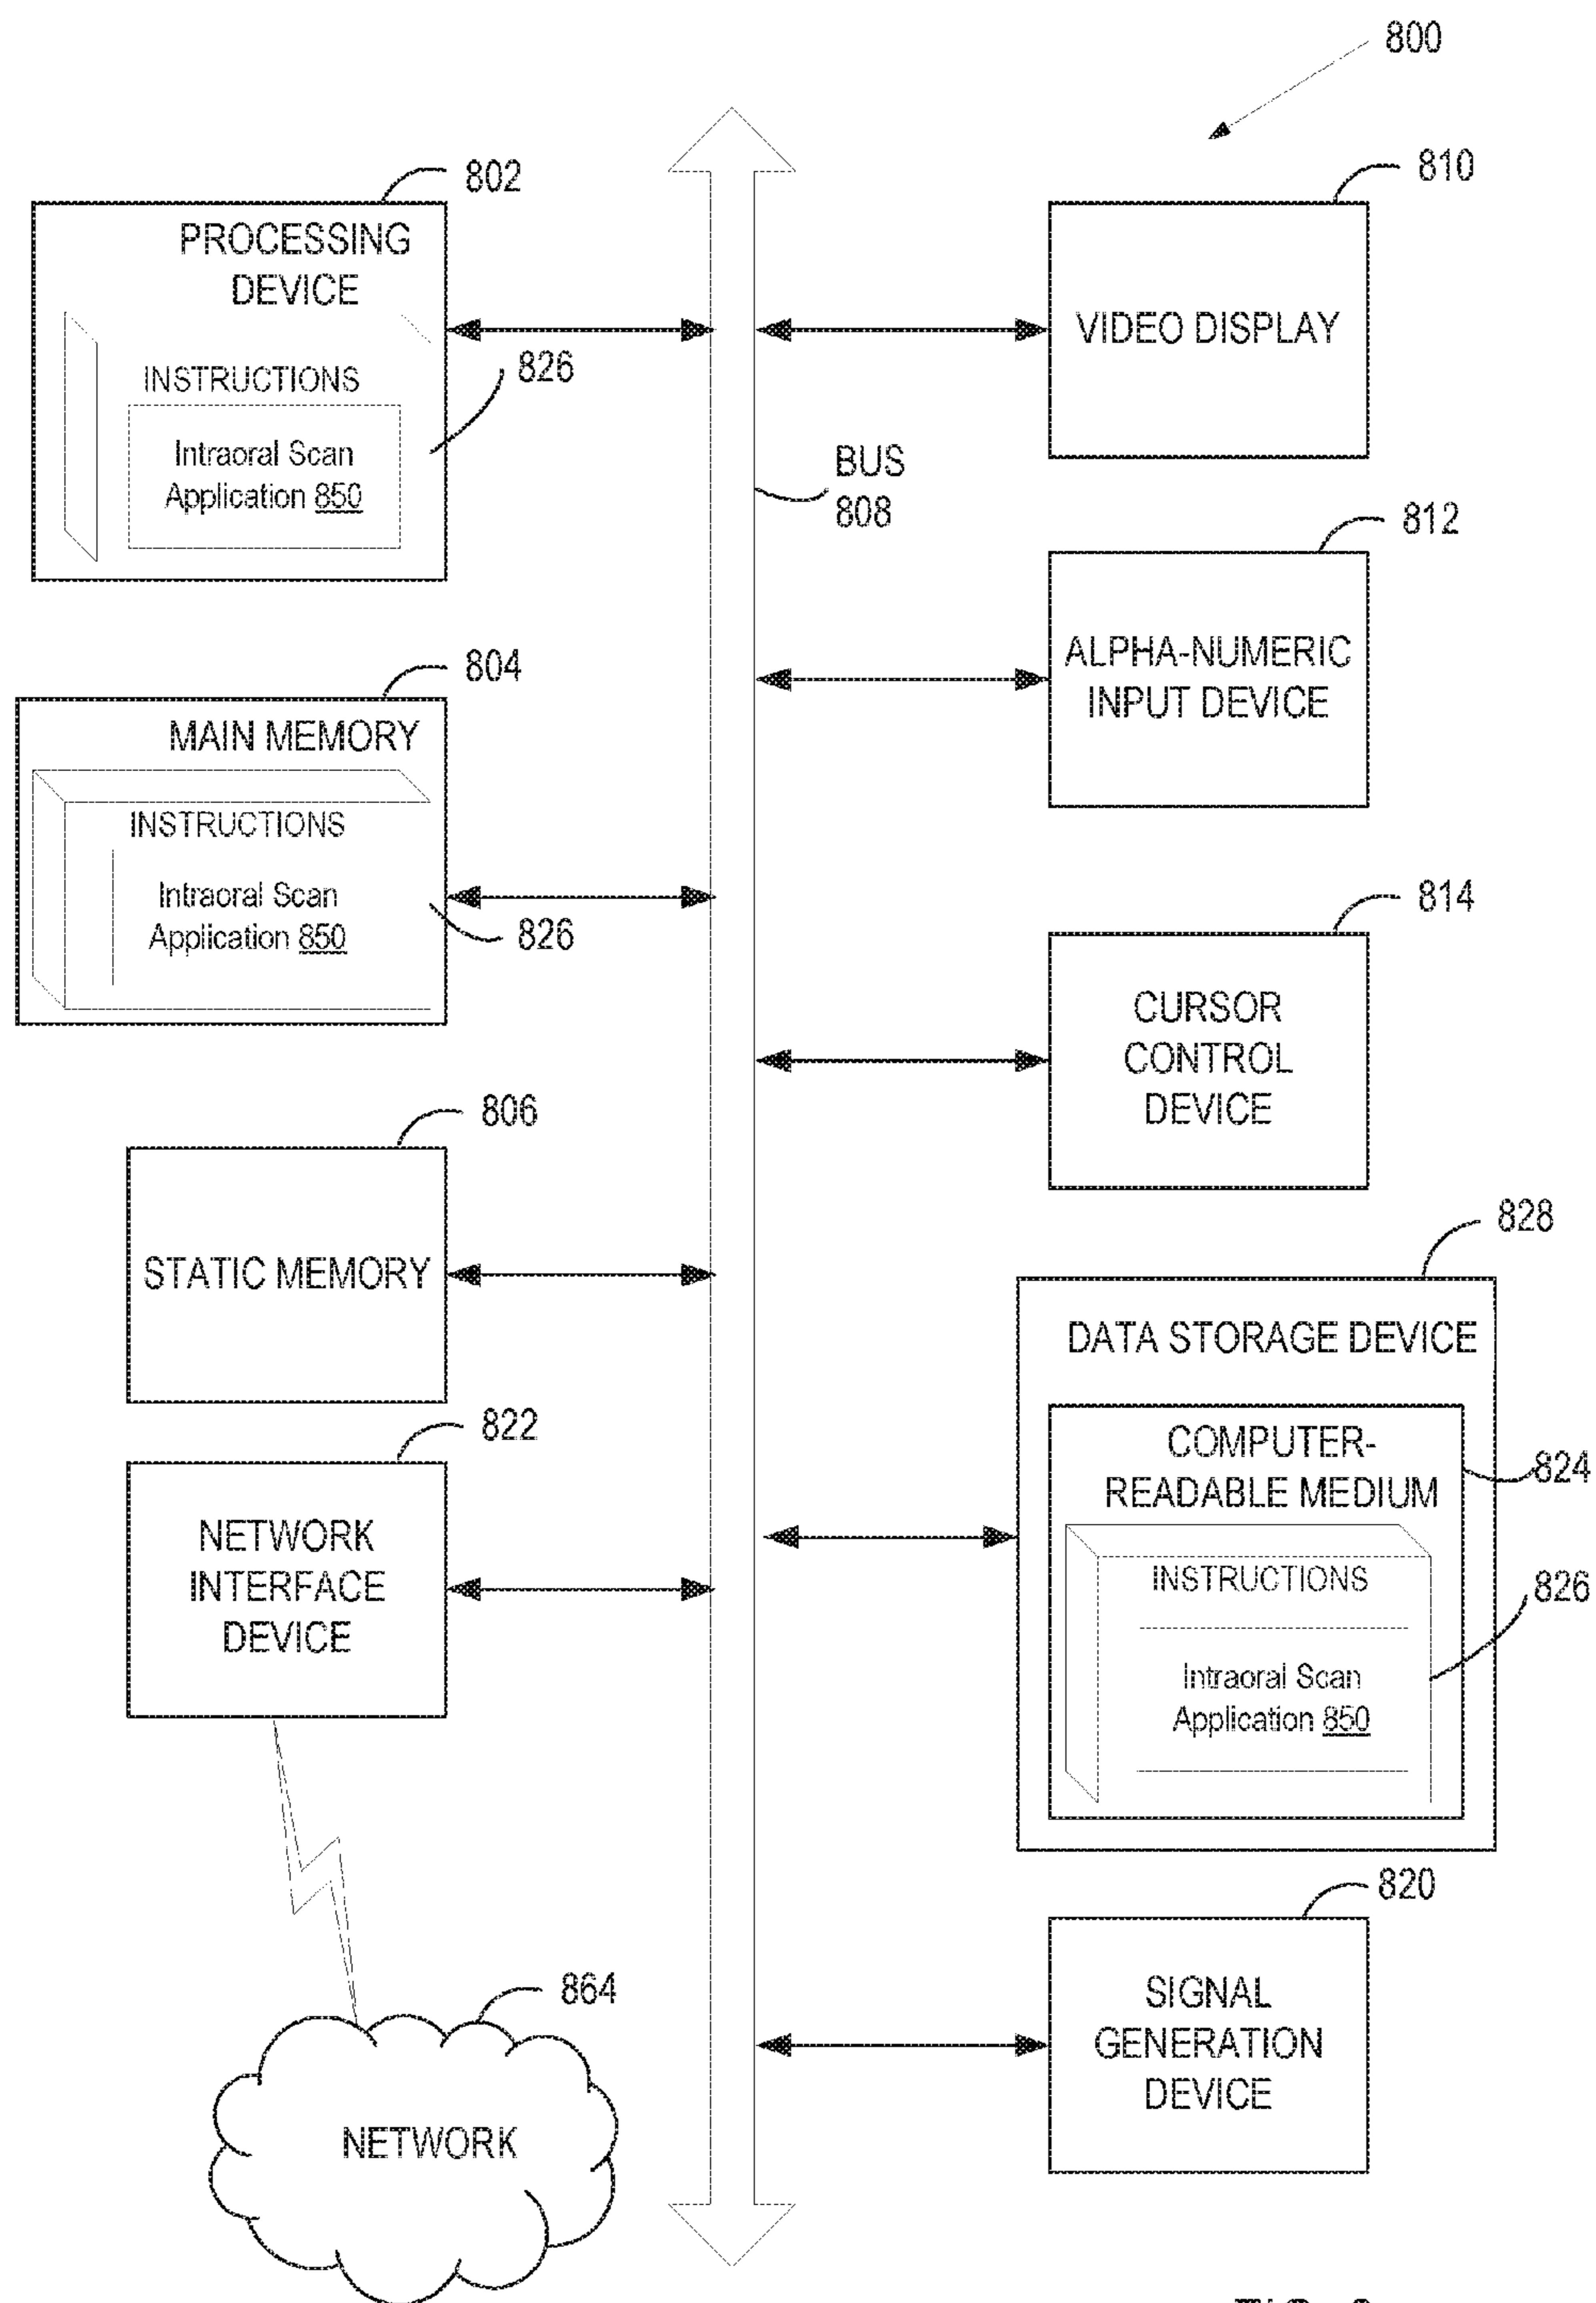 800
802
PROCESSING
DEVICE
INSTRUCTIONS
826
Intraoral Scan
Application 850
804
MAIN MEMORY
INSTRUCTIONS
Intraoral Scan
Application 850
826
806
STATIC MEMORY
822
NETWORK
INTERFACE
DEVICE
864
NETWORK
BUS
808
810
VIDEO DISPLAY
812
ALPHA-NUMERIC
INPUT DEVICE
814
CURSOR
CONTROL
DEVICE
828
DATA STORAGE DEVICE
COMPUTER-
READABLE MEDIUM
824
INSTRUCTIONS
826
Intraoral Scan
Application 850
820
SIGNAL
GENERATION
DEVICE